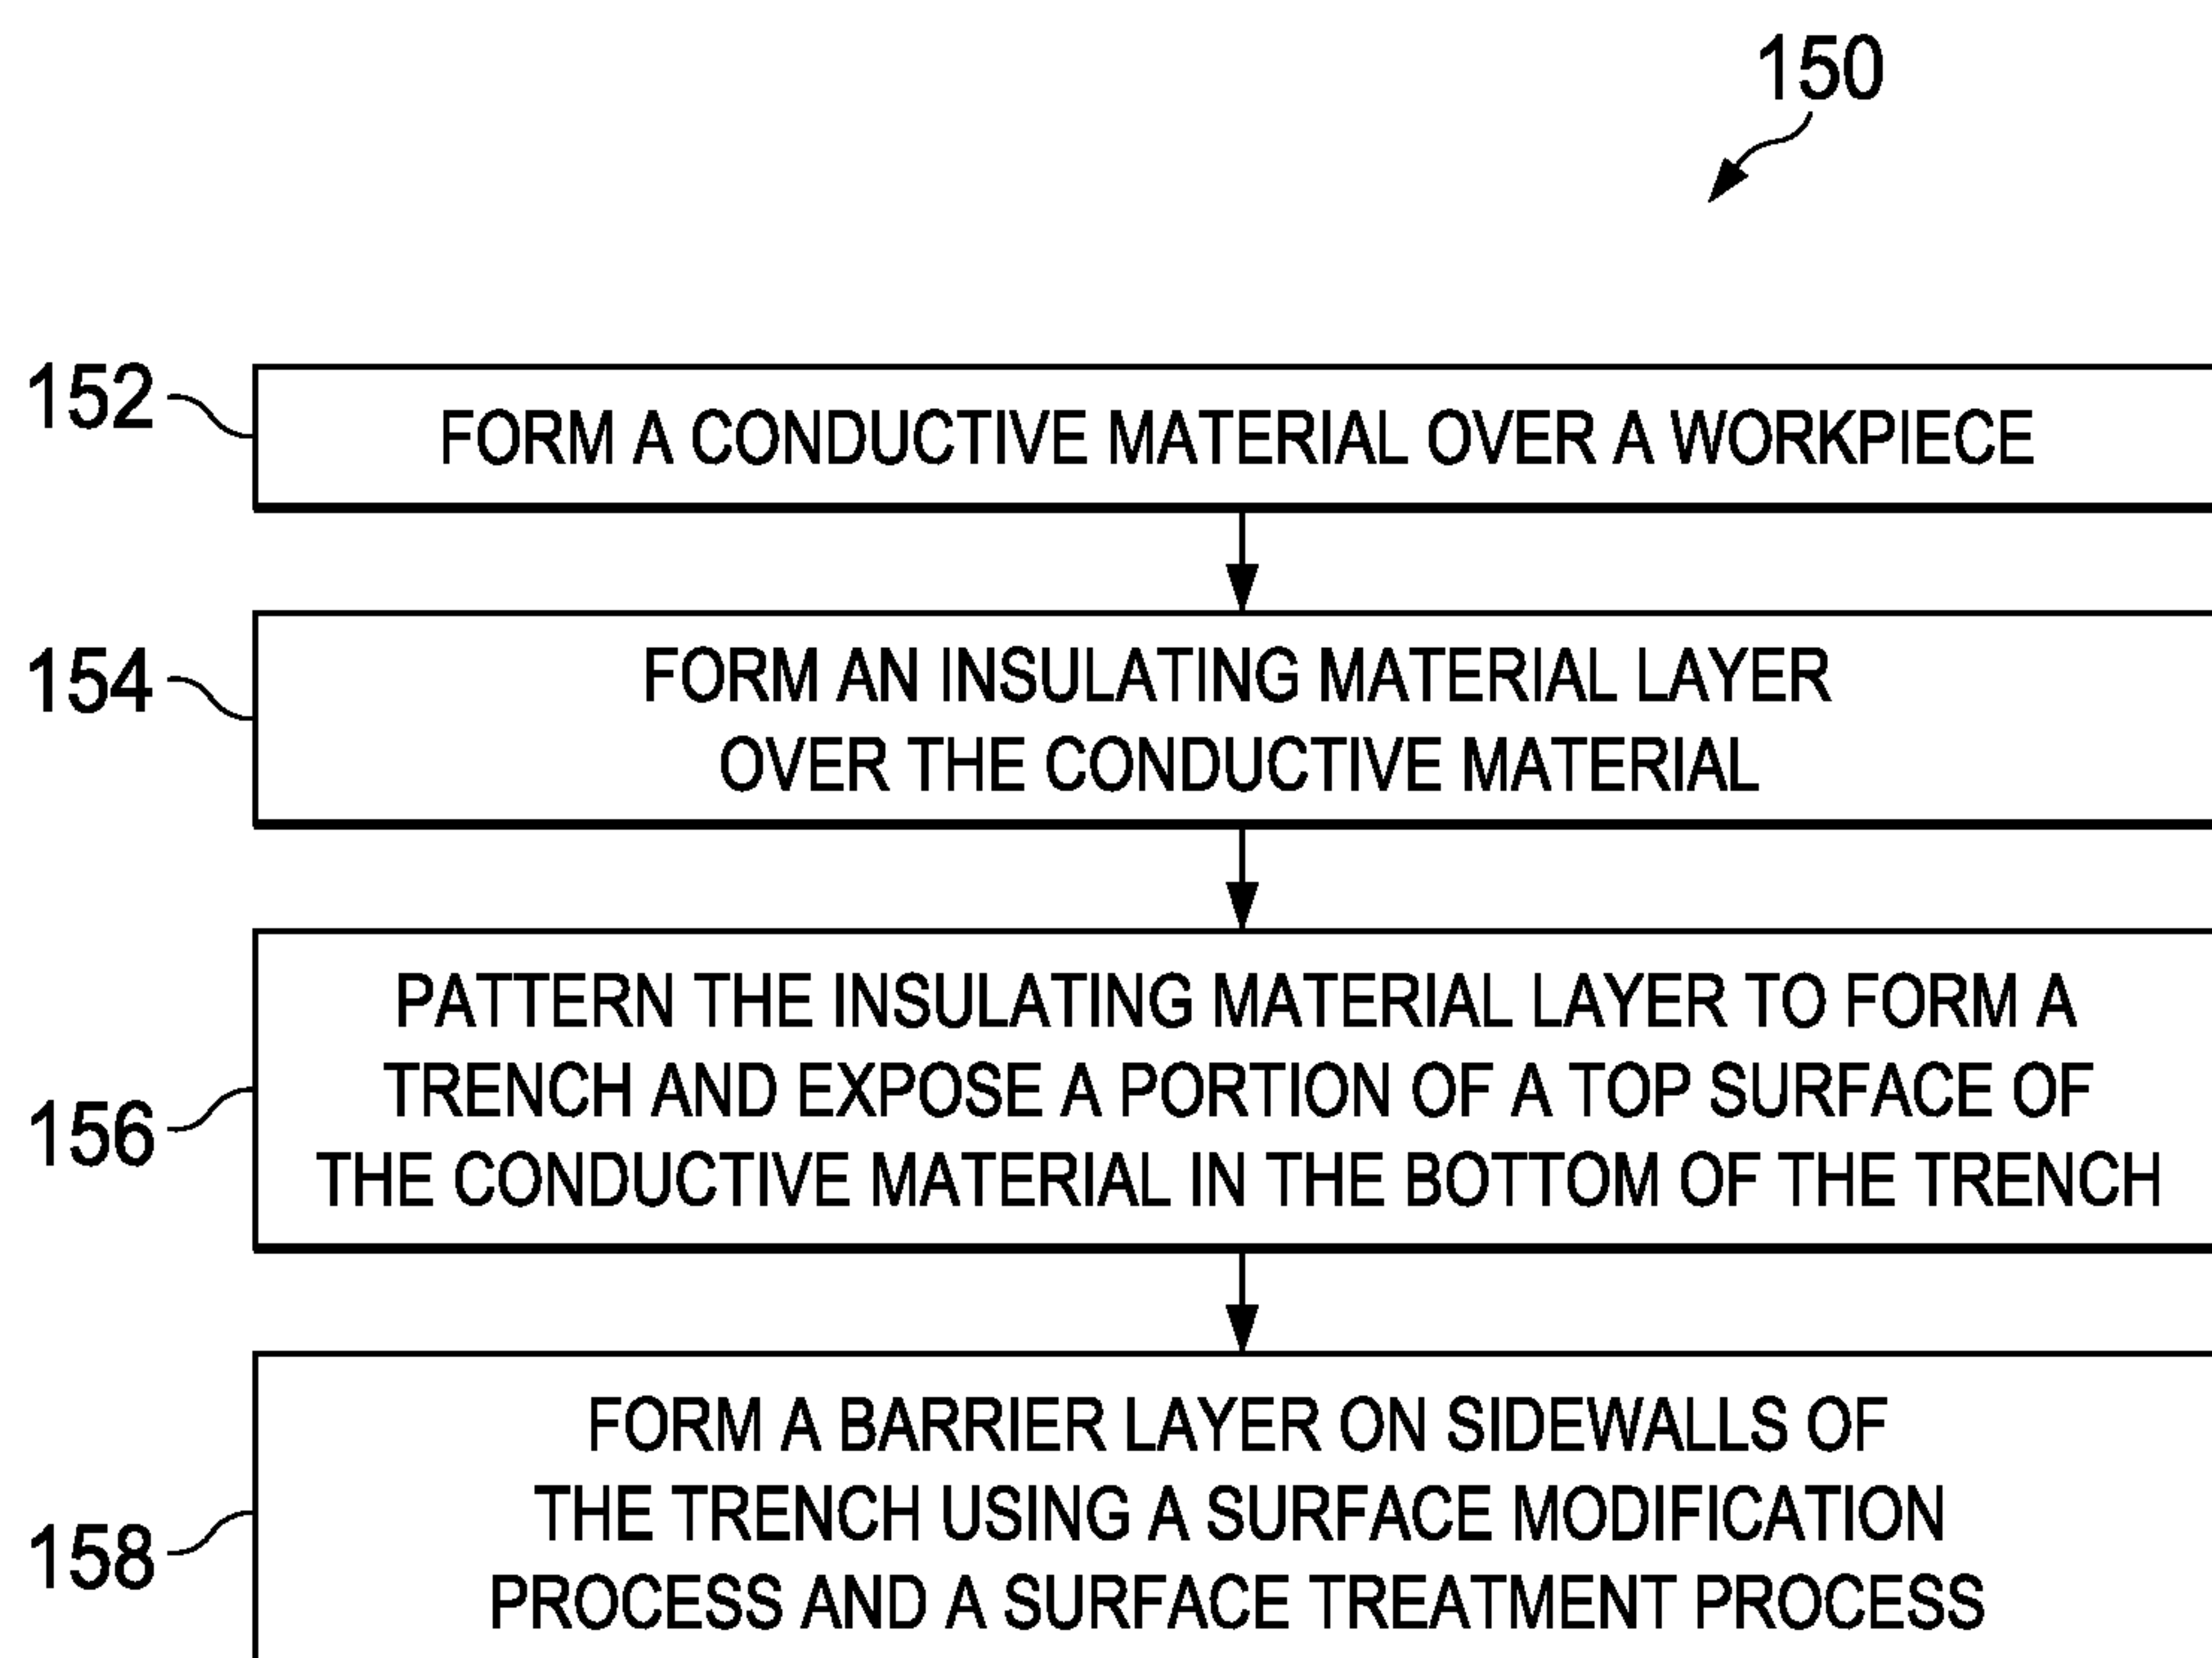 150
152
FORM A CONDUCTIVE MATERIAL OVER A WORKPIECE
154
FORM AN INSULATING MATERIAL LAYER
OVER THE CONDUCTIVE MATERIAL
156
PATTERN THE INSULATING MATERIAL LAYER TO FORM A
TRENCH AND EXPOSE A PORTION OF A TOP SURFACE OF
THE CONDUCTIVE MATERIAL IN THE BOTTOM OF THE TRENCH
158
FORM A BARRIER LAYER ON SIDEWALLS OF
THE TRENCH USING A SURFACE MODIFICATION
PROCESS AND A SURFACE TREATMENT PROCESS